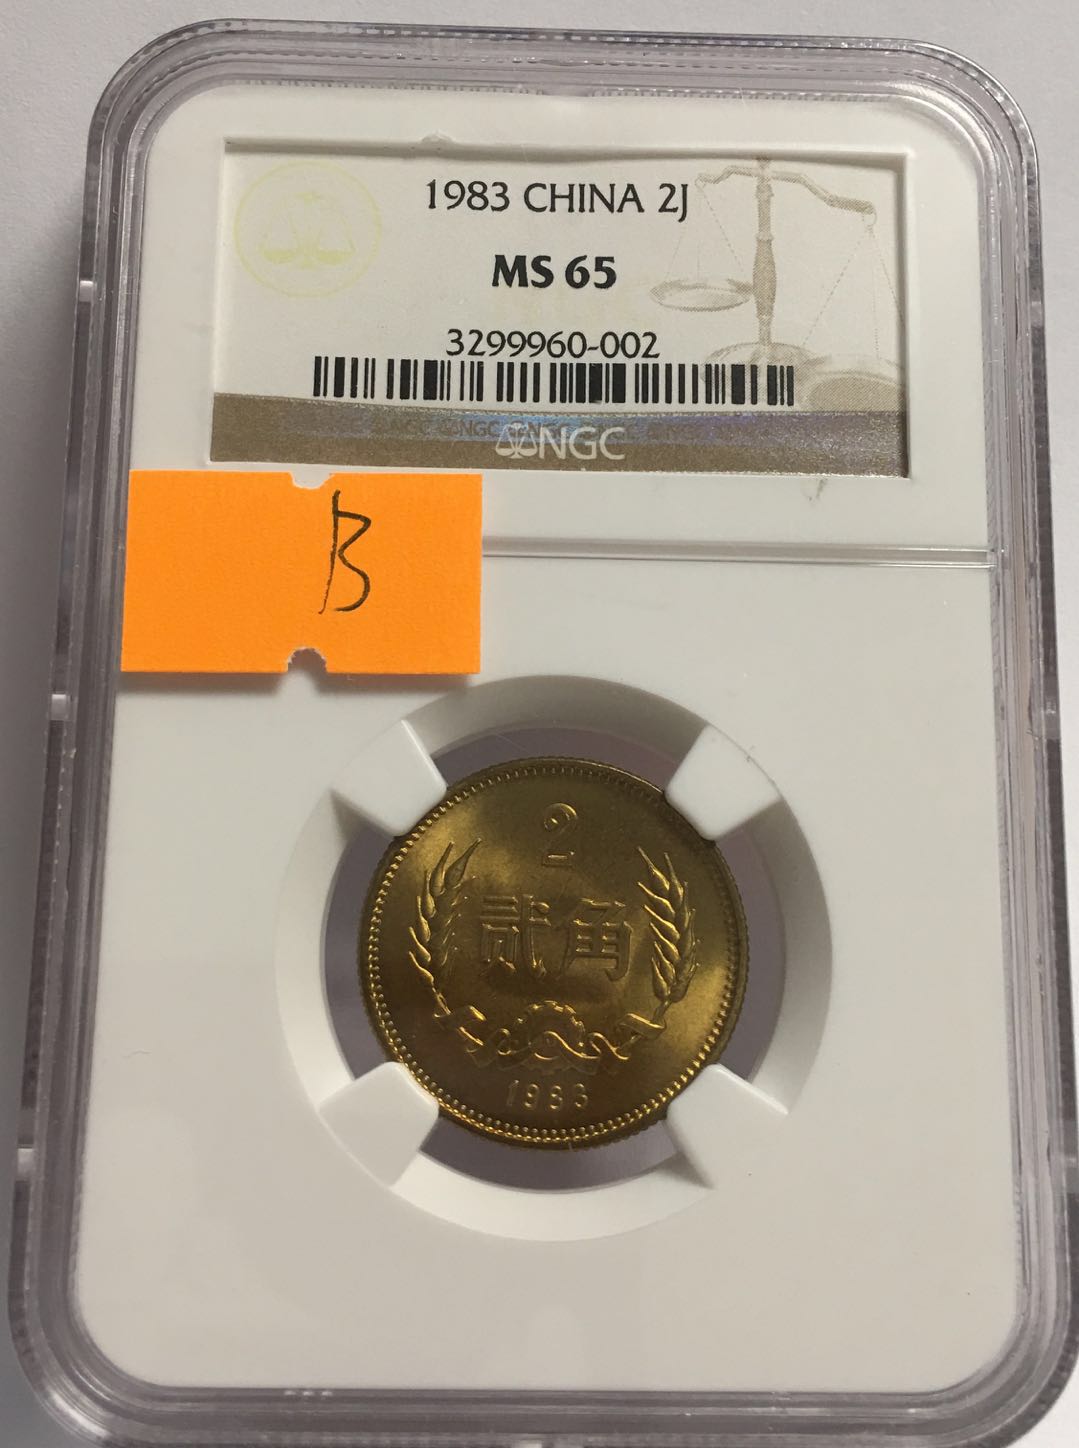 1983 CHINA 2J
MS 65
3299960-002
NGC
B
2
贰角
1983